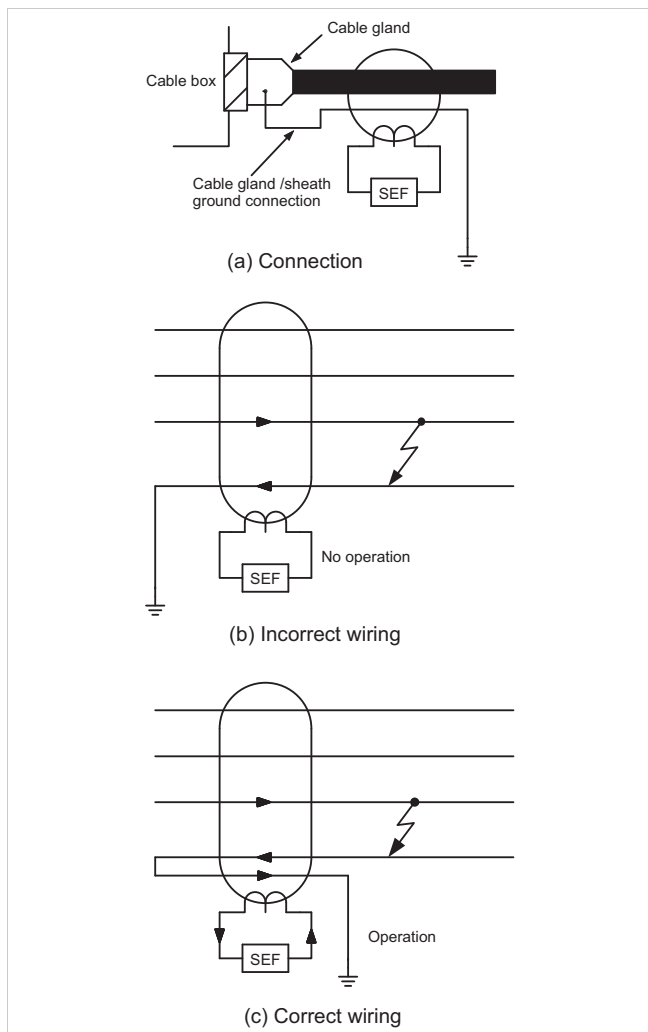 Cable gland
Cable box
Cable gland /sheath
ground connection
SEF
(a) Connection
No operation
SEF
(b) Incorrect wiring
Operation
SEF
(c) Correct wiring